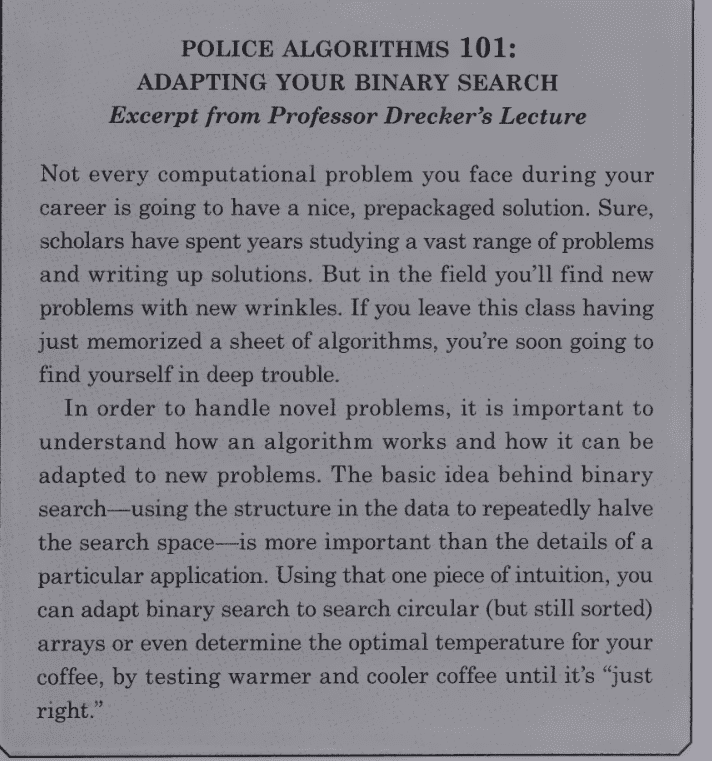 POLICE ALGORITHMS 101:
ADAPTING YOUR BINARY SEARCH
Excerpt from Professor Drecker's Lecture
Not every computational problem you face during your
career is going to have a nice, prepackaged solution. Sure,
scholars have spent years studying a vast range of problems
and writing up solutions. But in the field you'll find new
problems with new wrinkles. If you leave this class having
just memorized a sheet of algorithms, you're soon going to
find yourself in deep trouble.
In order to handle novel problems, it is important to
understand how an algorithm works and how it can be
adapted to new problems. The basic idea behind binary
search—using the structure in the data to repeatedly halve
the search space—is more important than the details of a
particular application. Using that one piece of intuition, you
can adapt binary search to search circular (but still sorted)
arrays or even determine the optimal temperature for your
coffee, by testing warmer and cooler coffee until it's “just
right.”